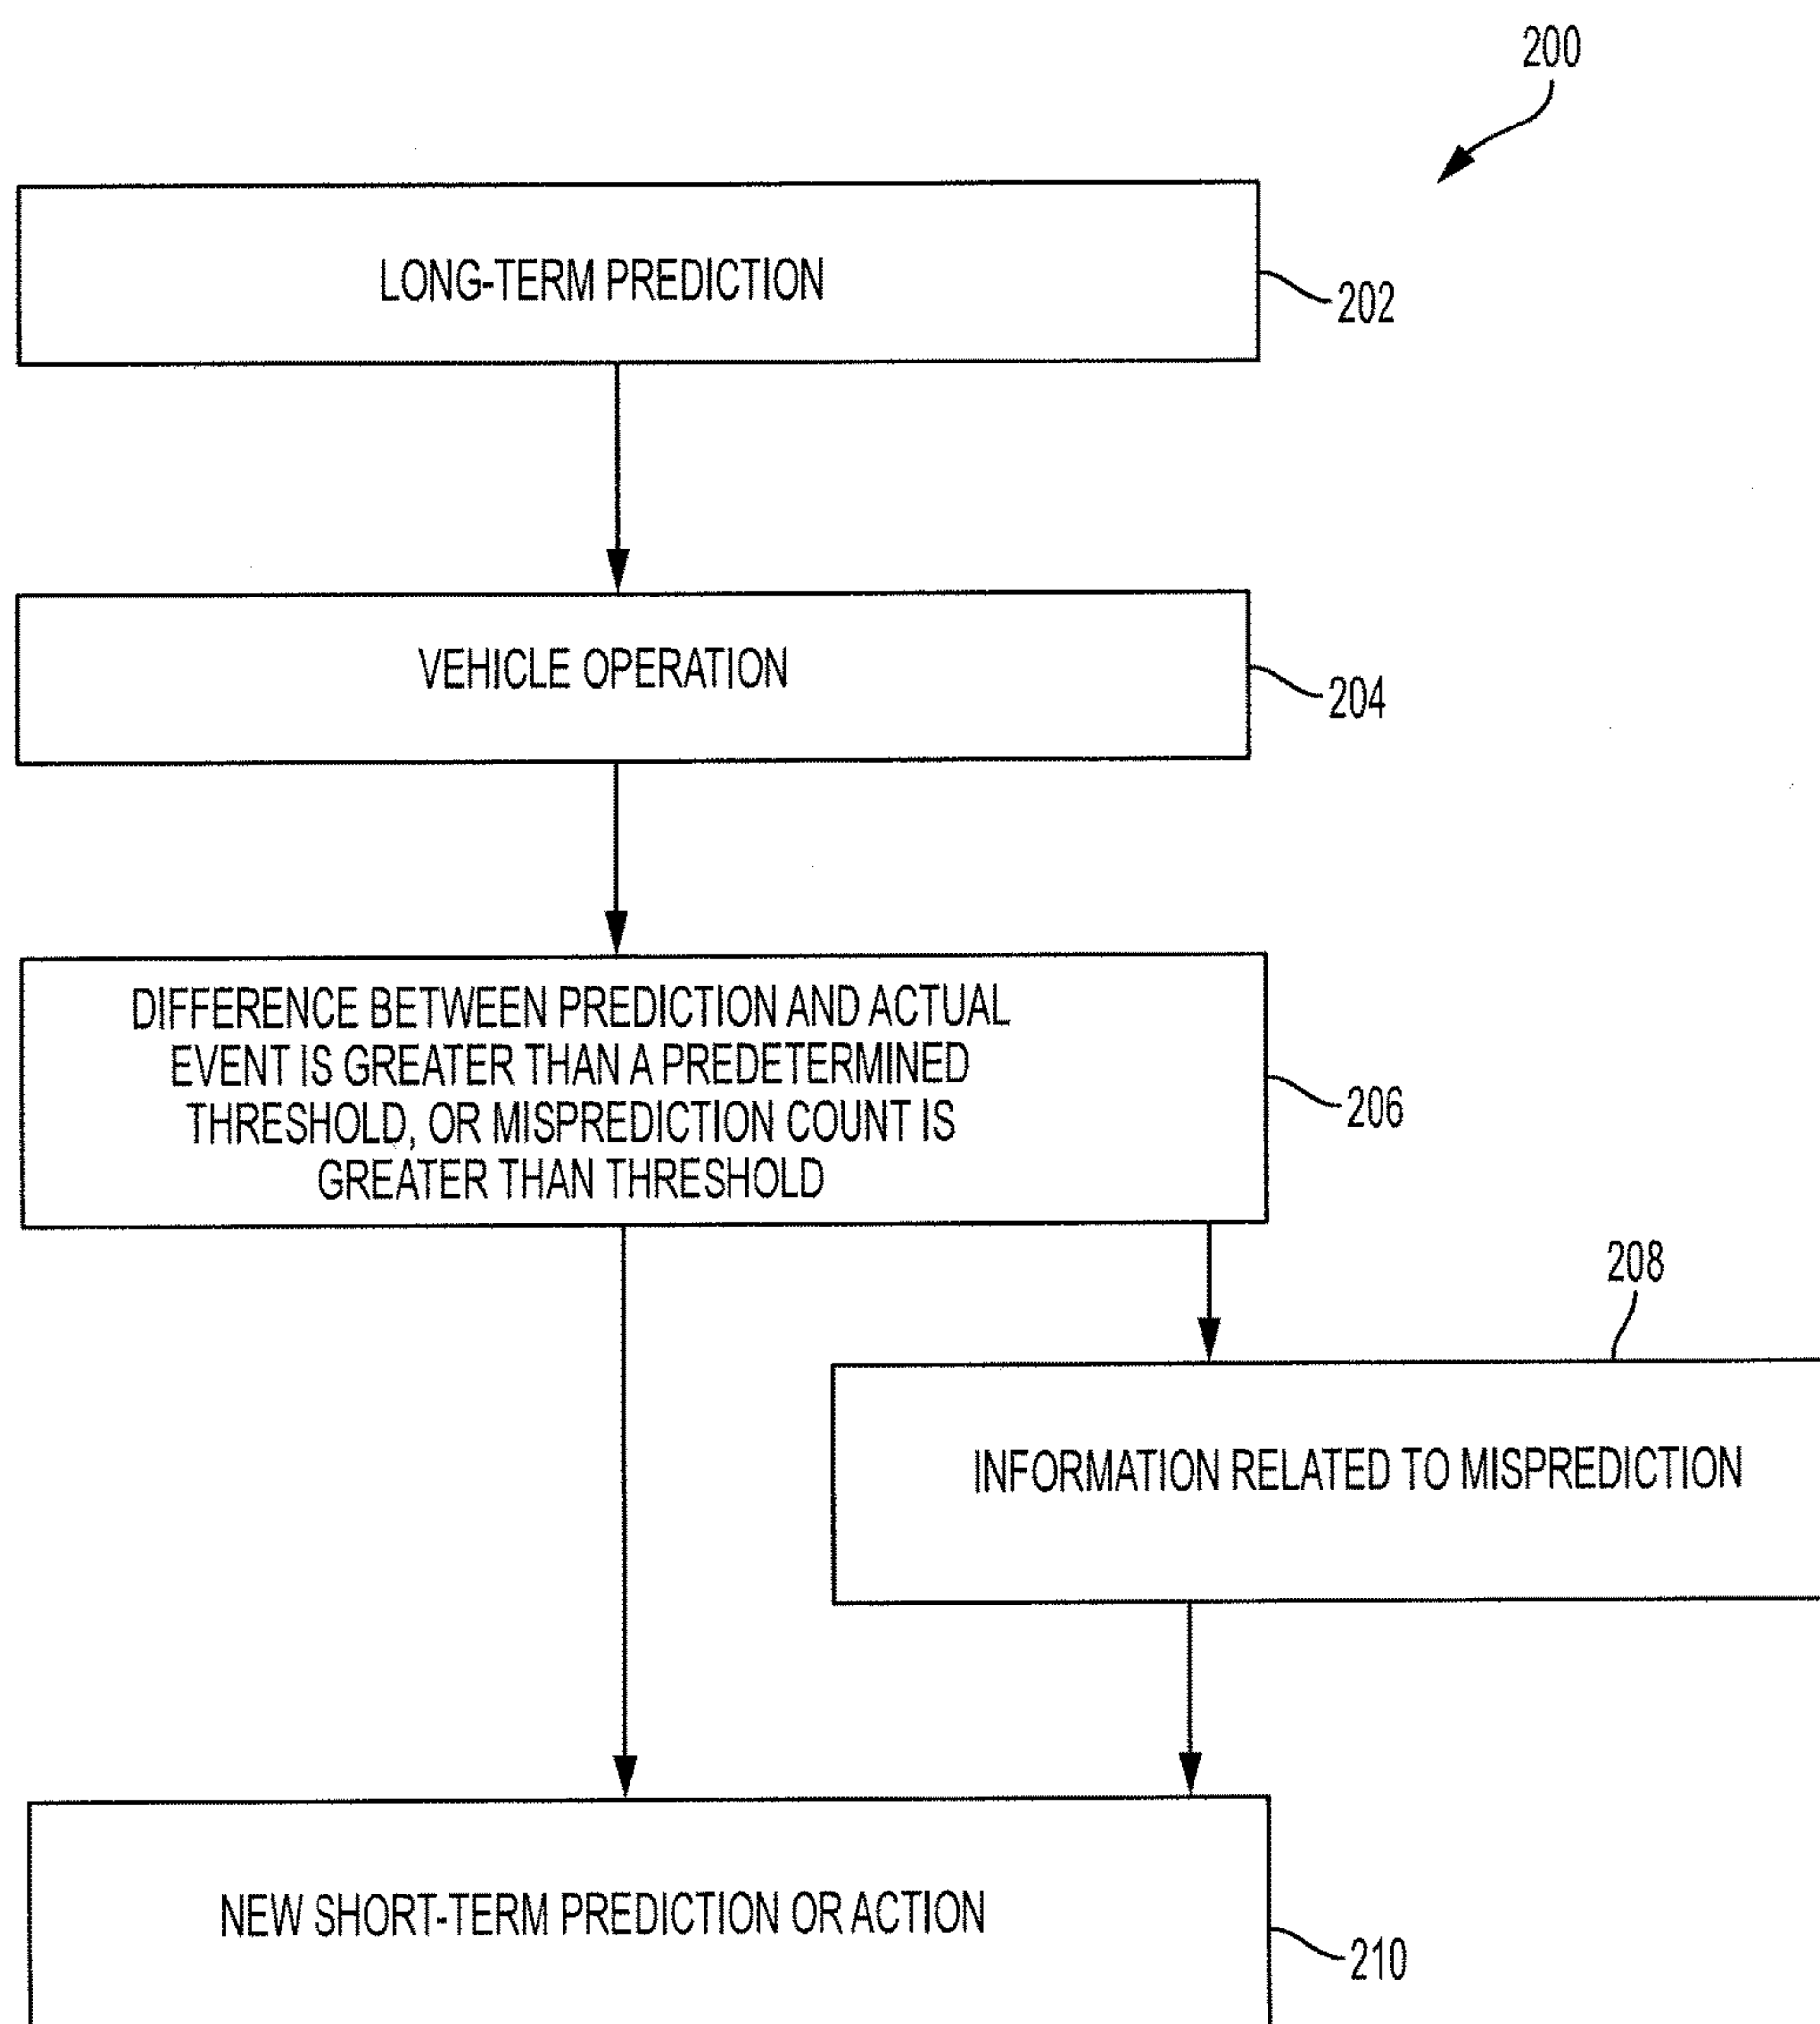 200
LONG-TERM PREDICTION
202
VEHICLE OPERATION
204
DIFFERENCE BETWEEN PREDICTION AND ACTUAL
EVENT IS GREATER THAN A PREDETERMINED
THRESHOLD, OR MISPREDICTION COUNT IS
GREATER THAN THRESHOLD
206
208
INFORMATION RELATED TO MISPREDICTION
NEW SHORT-TERM PREDICTION OR ACTION
210